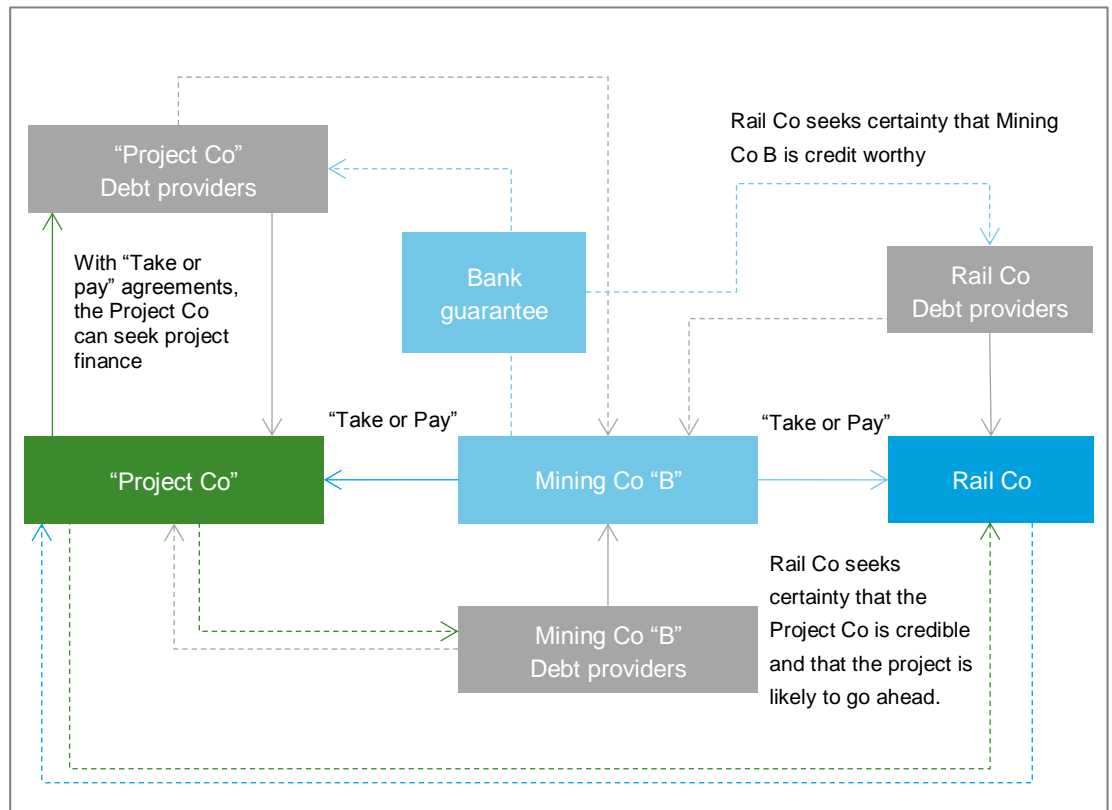 “Project Co”
Debt providers
Rail Co seeks certainty that Mining
Co B is credit worthy
With “Take or
pay” agreements,
the Project Co
can seek project
finance
Bank
guarantee
Rail Co
Debt providers
“Take or Pay”
“Take or Pay”
“Project Co”
Mining Co “B”
Rail Co
Mining Co “B”
Debt providers
Rail Co seeks
certainty that the
Project Co is credible
and that the project is
likely to go ahead.